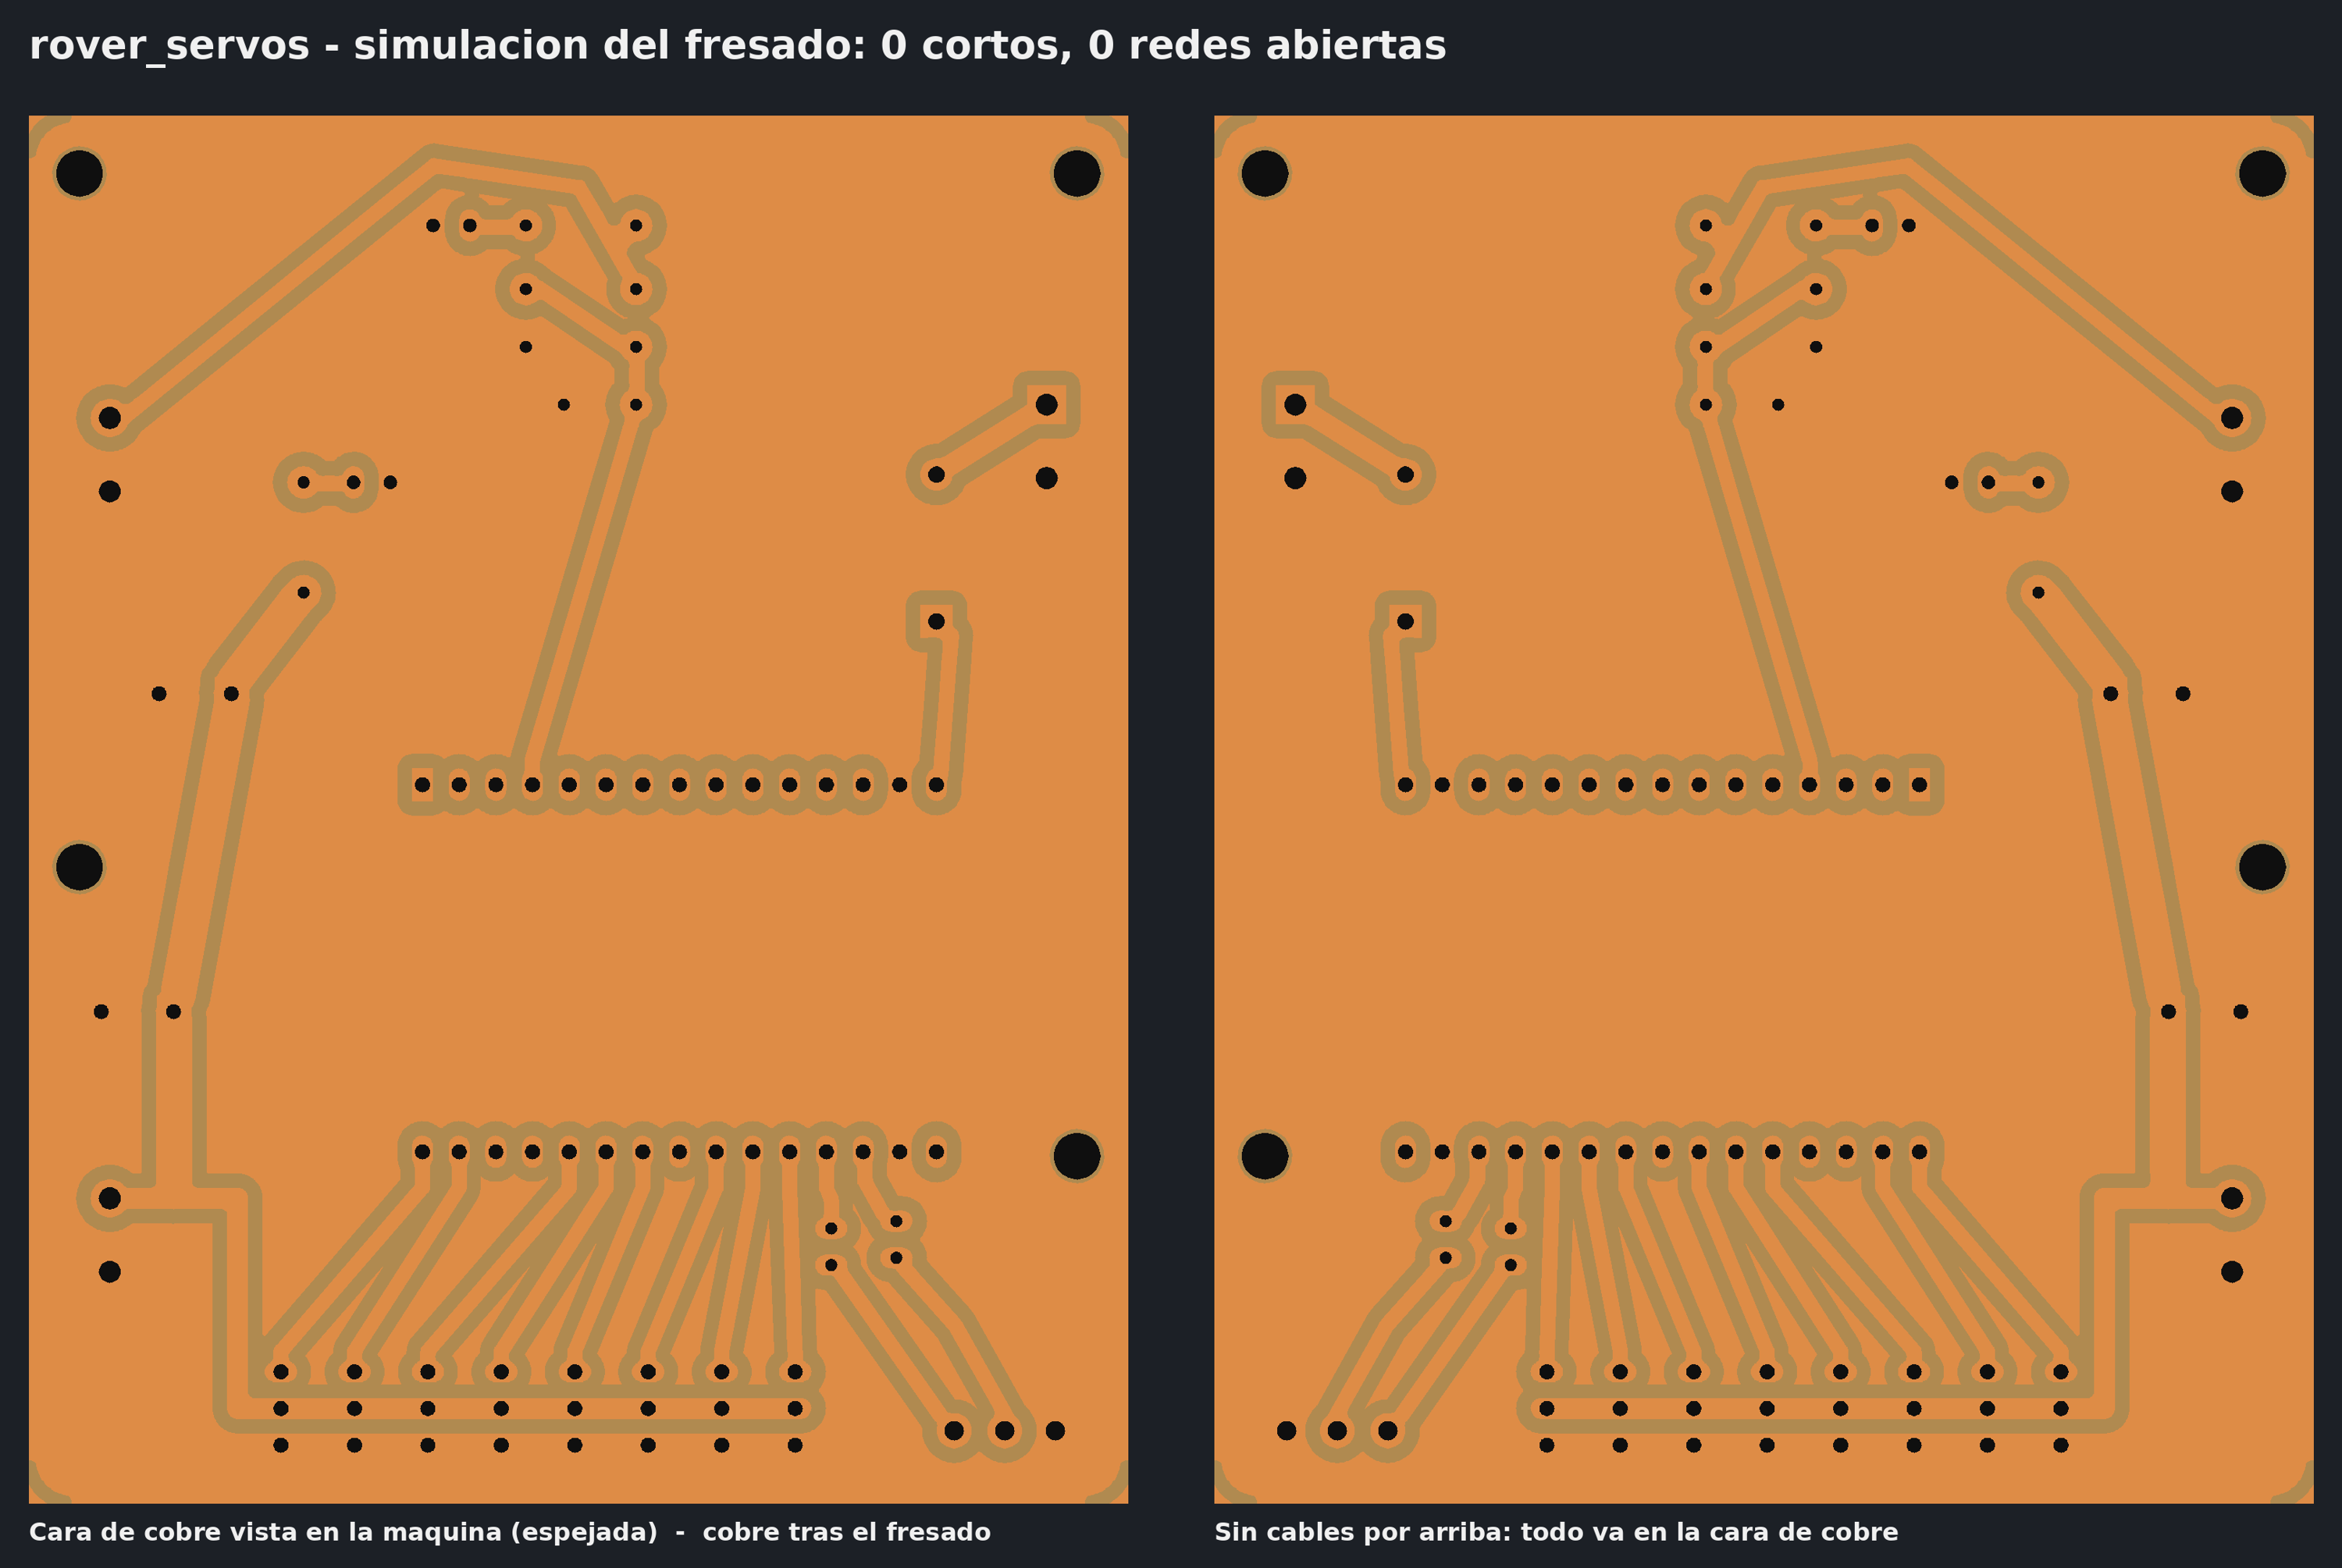 rover_servos - simulacion del fresado: 0 cortos, 0 redes abiertas
Cara de cobre vista en la maquina (espejada)  -  cobre tras el fresado
Sin cables por arriba: todo va en la cara de cobre